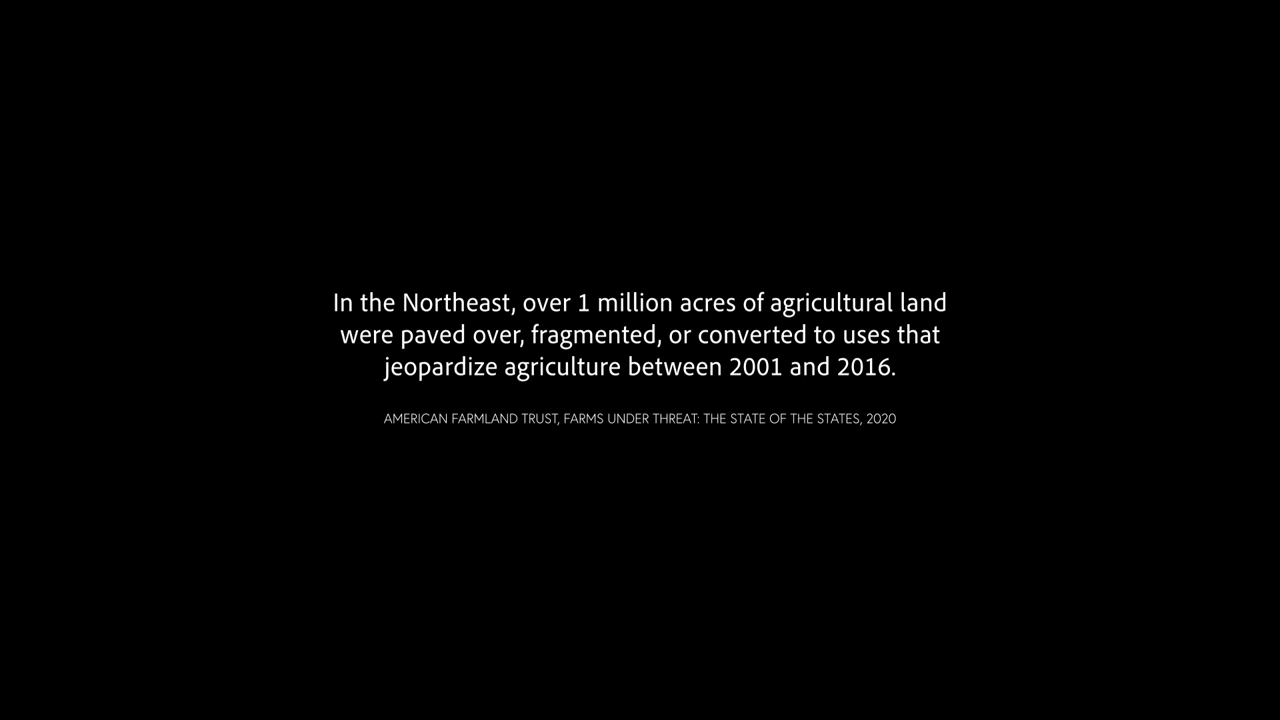 In the Northeast, over 1 million acres of agricultural land
were paved over, fragmented, or converted to uses that
jeopardize agriculture between 2001 and 2016.
AMERICAN FARMLAND TRUST, FARMS UNDER THREAT: THE STATE OF THE STATES, 2020